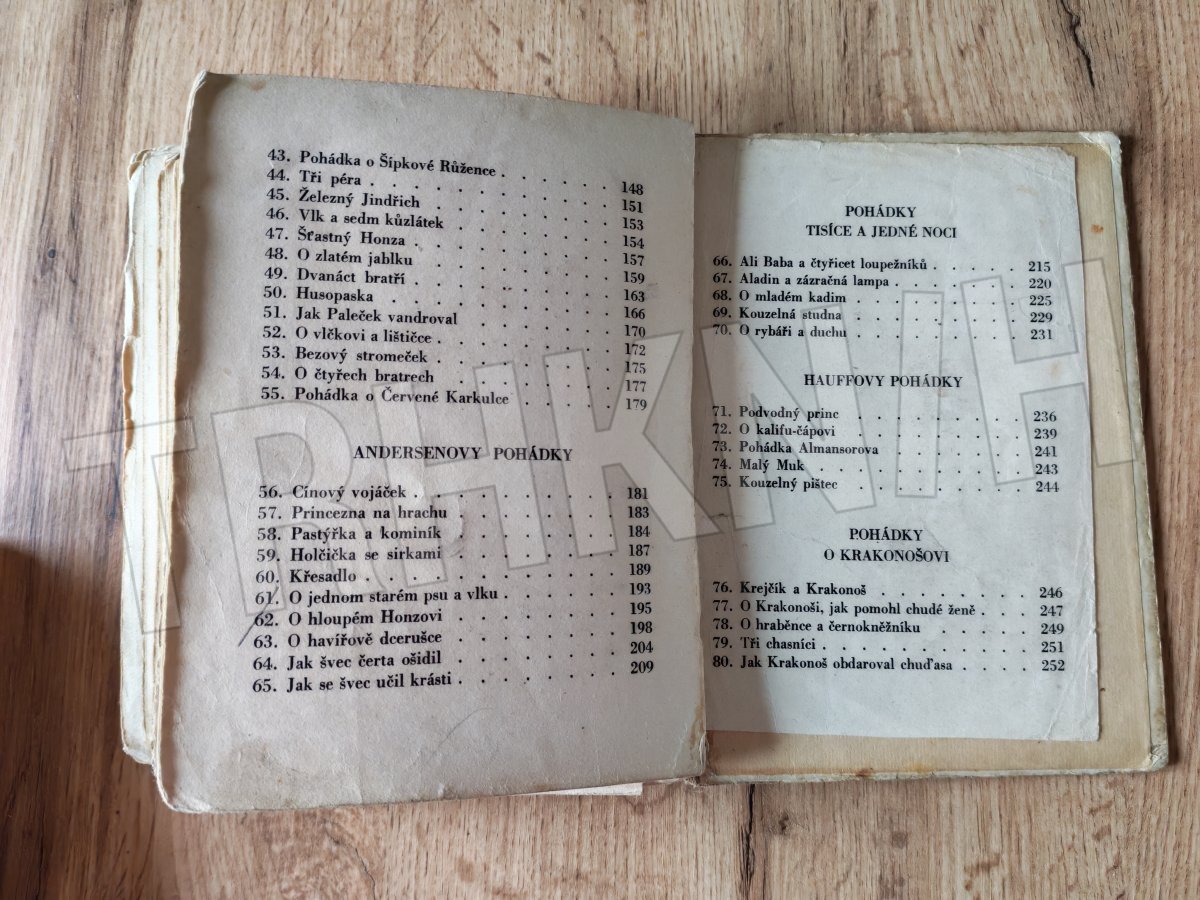 43. Pohádka o Šípkové Růžence . . . . . . 148
44. Tři péra . . . . . . . . . . 151
45. Železný Jindřich . . . . . . . . 153
46. Vlk a sedm kůzlátek . . . . . . . 154
47. Šťastný Honza . . . . . . . . 157
48. O zlatém jablku . . . . . . . . 159
49. Dvanáct bratří . . . . . . . . 163
50. Husopaska . . . . . . . . . 166
51. Jak Paleček vandroval . . . . . . 170
52. O vlčkovi a lištičce . . . . . . . 172
53. Bezový stromeček . . . . . . . 175
54. O čtyřech bratrech . . . . . . . 177
55. Pohádka o Červené Karkulce . . . . . 179
ANDERSENOVY POHÁDKY
56. Cínový vojáček . . . . . . . . 181
57. Princezna na hrachu . . . . . . 183
58. Pastýřka a kominík . . . . . . . 184
59. Holčička se sirkami . . . . . . . 187
60. Křesadlo . . . . . . . . . . 189
61. O jednom starém psu a vlku . . . . . 193
62. O hloupém Honzovi . . . . . . . 195
63. O havířově dcerušce . . . . . . . 198
64. Jak švec čerta ošidil . . . . . . . 204
65. Jak se švec učil krásti . . . . . . . 209
POHÁDKY
TISÍCE A JEDNÉ NOCI
66. Ali Baba a čtyřicet loupežníků . . . . . 215
67. Aladin a zázračná lampa . . . . . . 220
68. O mladém kadim . . . . . . . . 225
69. Kouzelná studna . . . . . . . . 229
70. O rybáři a duchu . . . . . . . . 231
HAUFFOVY POHÁDKY
71. Podvodný princ . . . . . . . . 236
72. O kalifu-čápovi . . . . . . . . 239
73. Pohádka Almansorova . . . . . . 241
74. Malý Muk . . . . . . . . . 243
75. Kouzelný pištec . . . . . . . . 244
POHÁDKY
O KRAKONOŠOVI
76. Krejčík a Krakonoš . . . . . . . 246
77. O Krakonoši, jak pomohl chudé ženě . . . . 247
78. O hraběnce a černokněžníku . . . . . 249
79. Tři chasníci . . . . . . . . . 251
80. Jak Krakonoš obdaroval chuďasa . . . . . 252
TRHKNIH